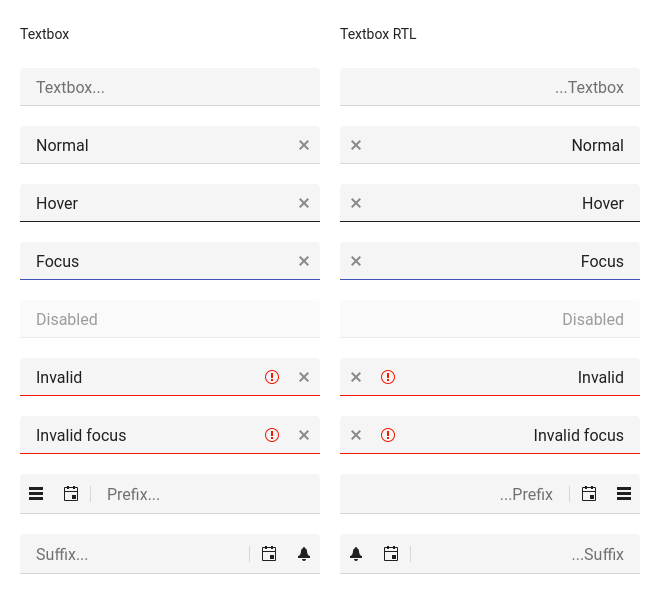 Textbox
Textbox RTL
Textbox...
...Textbox
Normal
Normal
Hover
Hover
Focus
Focus
Disabled
Disabled
Invalid
Invalid
Invalid focus
Invalid focus
Prefix...
...Prefix
Suffix...
...Suffix